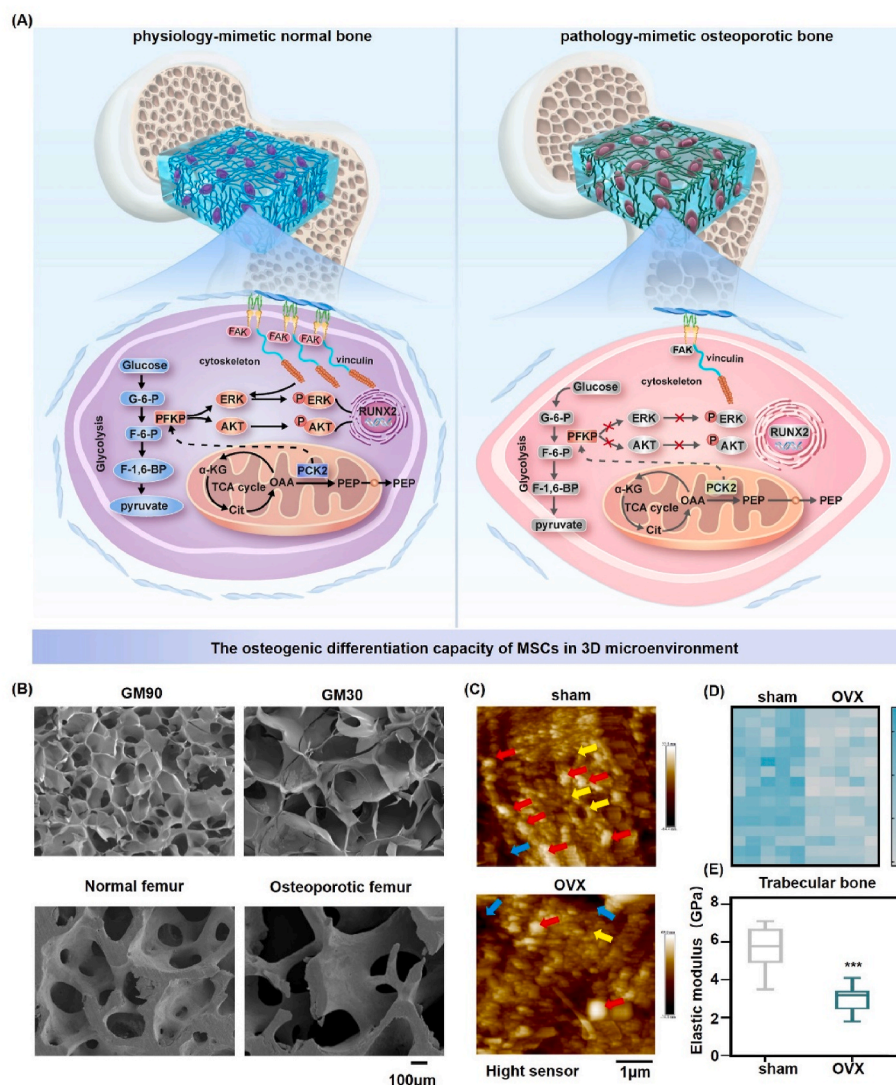 (A)
physiology-mimetic normal bone
pathology-mimetic osteoporotic bone
FAK
FAK
FAK
vinculin
cytoskeleton
Glucose
G-6-P
F-6-P
F-1,6-BP
pyruvate
Glycolysis
PFKP
ERK
P ERK
AKT
P AKT
RUNX2
PCK2
α-KG
OAA
PEP
PEP
TCA cycle
Cit
FAK
vinculin
cytoskeleton
Glucose
G-6-P
F-6-P
F-1,6-BP
pyruvate
Glycolysis
PFKP
ERK
P ERK
AKT
P AKT
RUNX2
PCK2
α-KG
OAA
PEP
PEP
TCA cycle
Cit
The osteogenic differentiation capacity of MSCs in 3D microenvironment
(B)
GM90
GM30
Normal femur
Osteoporotic femur
100μm
(C)
sham
OVX
Hight sensor
1μm
(D)
sham
OVX
(E)
Trabecular bone
Elastic modulus (GPa)
6
4
2
0
***
sham
OVX